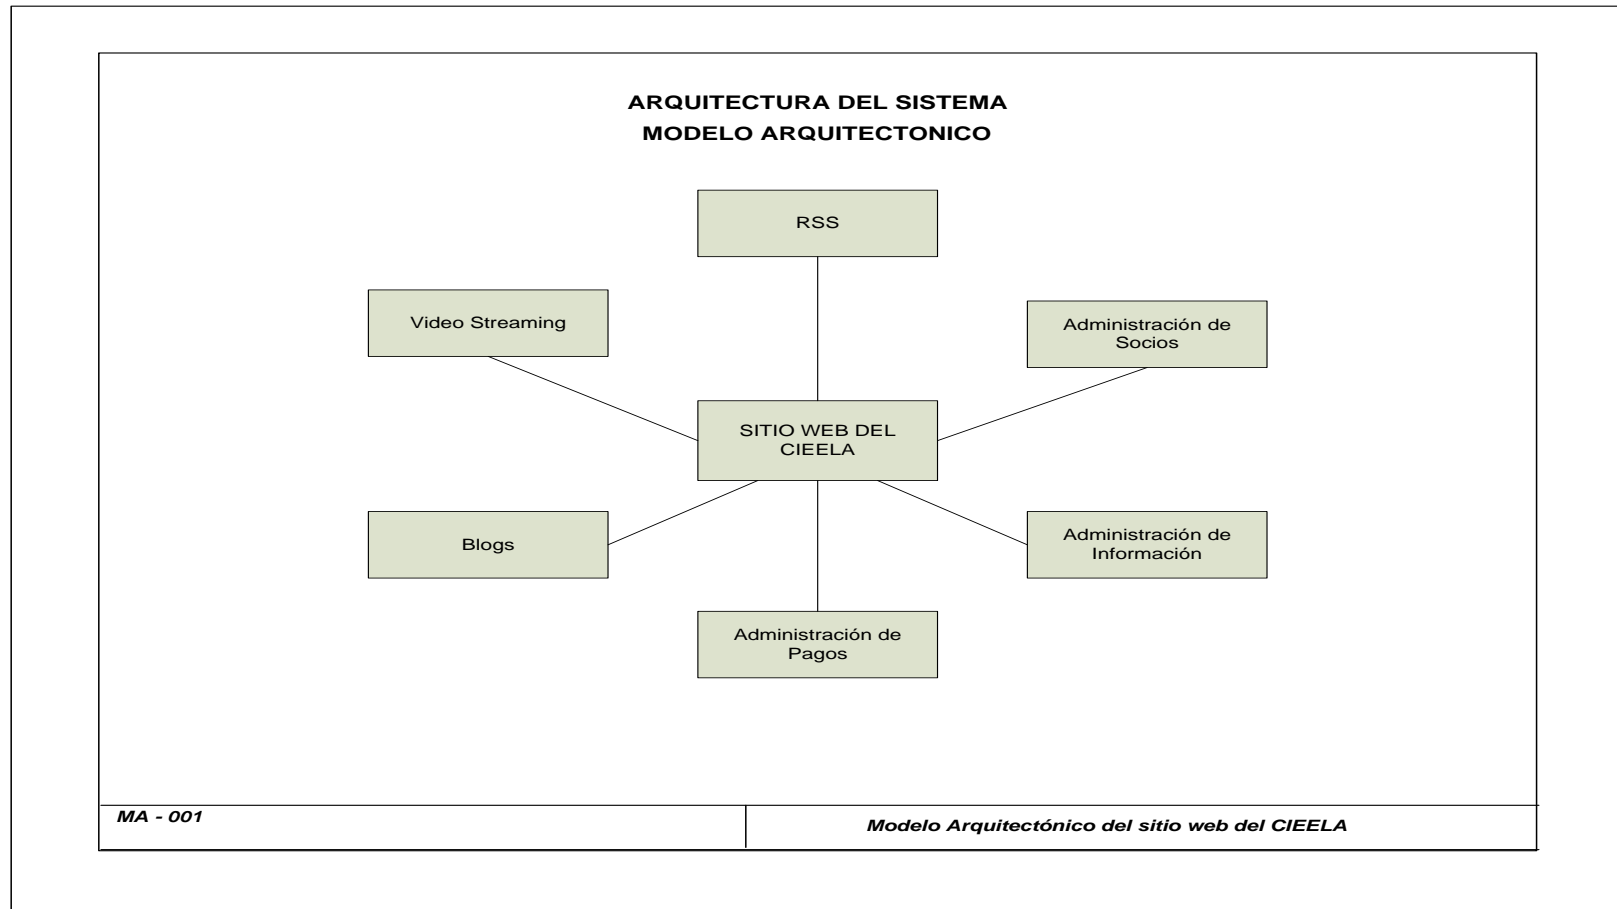 ARQUITECTURA DEL SISTEMA
MODELO ARQUITECTONICO
RSS
Video Streaming
Administración de
Socios
SITIO WEB DEL
CIEELA
Blogs
Administración de
Información
Administración de
Pagos
MA - 001
Modelo Arquitectónico del sitio web del CIEELA